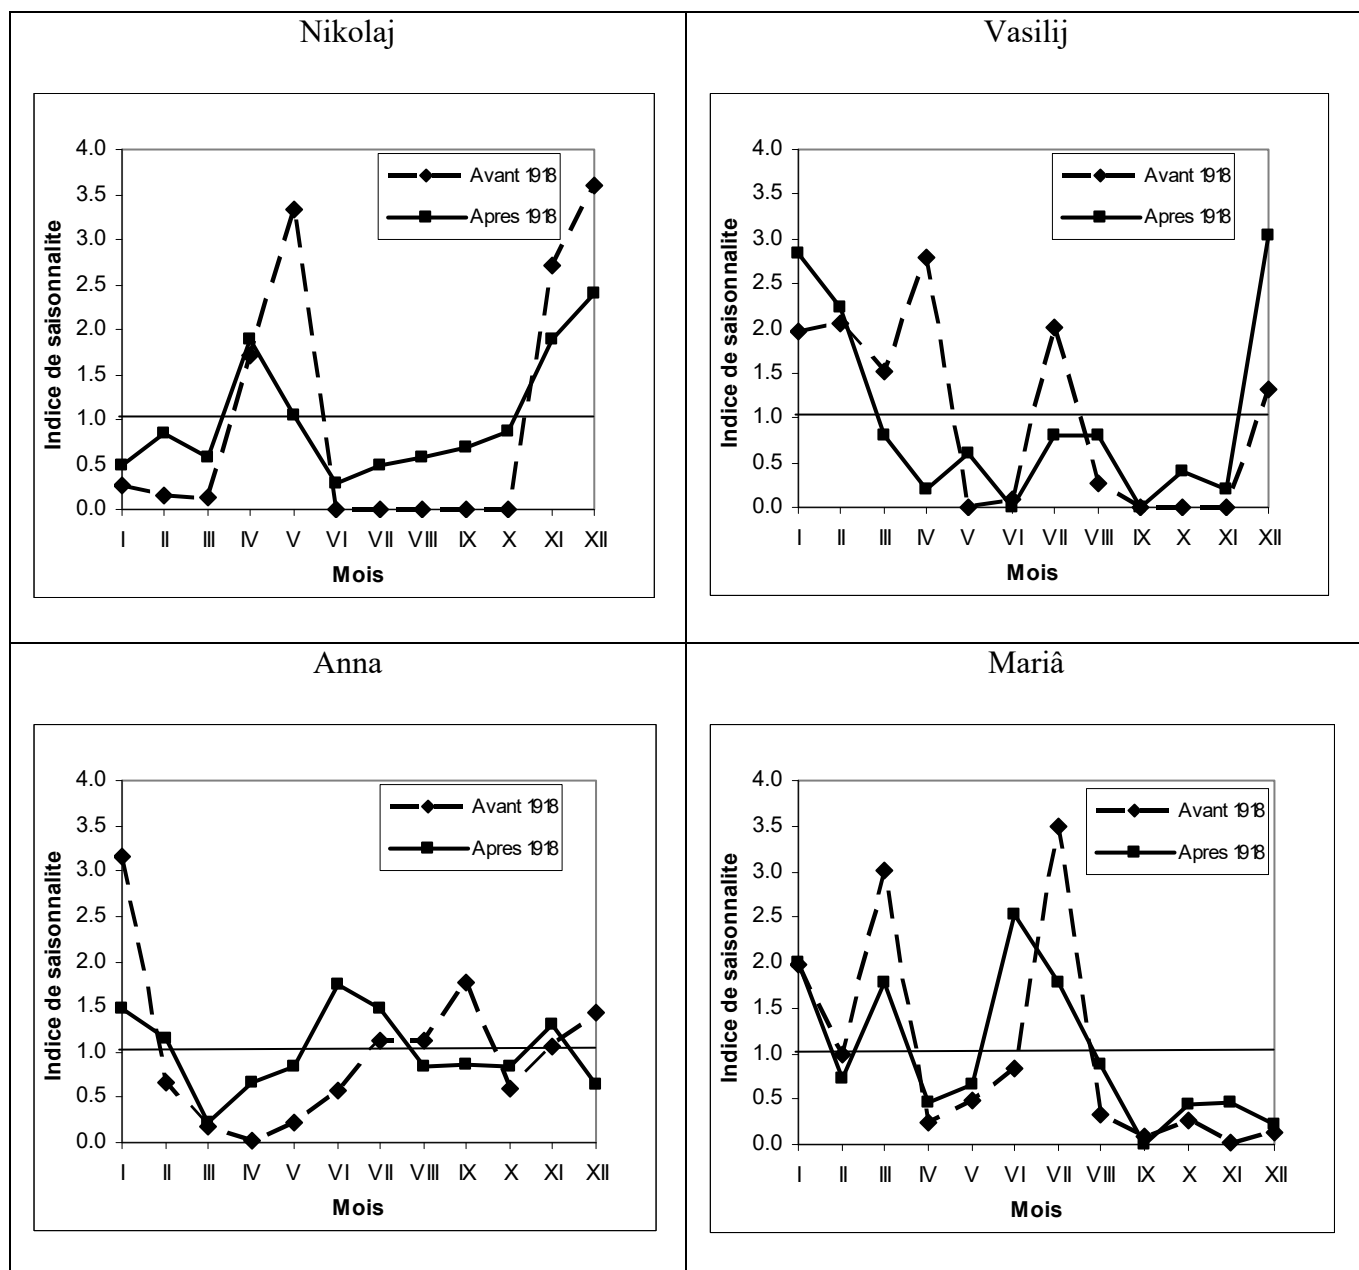 Nikolaj
Indice de saisonnalite
4.0
3.5
3.0
2.5
2.0
1.5
1.0
0.5
0.0
Avant 1918
Apres 1918
I II III IV V VI VII VIII IX X XI XII
Mois
Vasilij
Indice de saisonnalite
4.0
3.5
3.0
2.5
2.0
1.5
1.0
0.5
0.0
Avant 1918
Apres 1918
I II III IV V VI VII VIII IX X XI XII
Mois
Anna
Indice de saisonnalite
4.0
3.5
3.0
2.5
2.0
1.5
1.0
0.5
0.0
Avant 1918
Apres 1918
I II III IV V VI VII VIII IX X XI XII
Mois
Mariâ
Indice de saisonnalite
4.0
3.5
3.0
2.5
2.0
1.5
1.0
0.5
0.0
Avant 1918
Apres 1918
I II III IV V VI VII VIII IX X XI XII
Mois